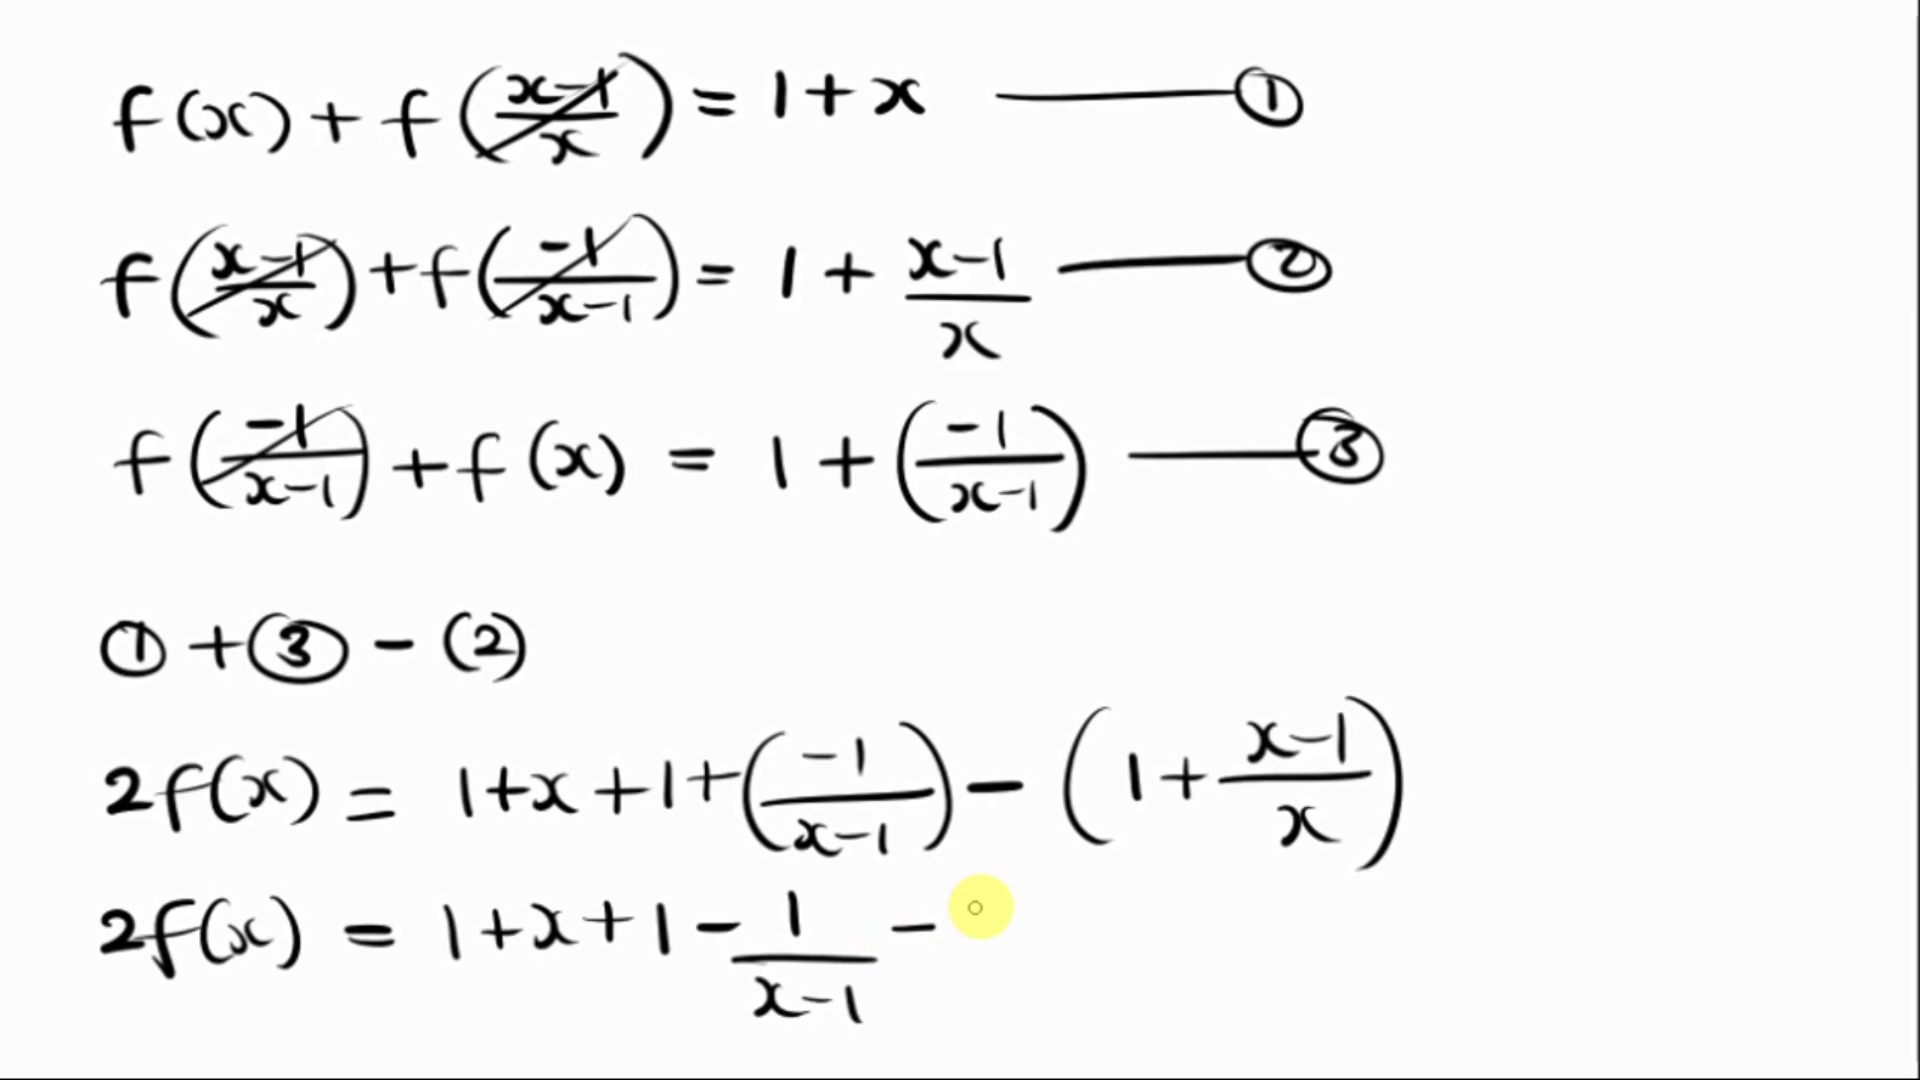 f(x) + f((x-1)/x) = 1 + x ——— ①
f((x-1)/x) + f(-1/(x-1)) = 1 + (x-1)/x ——— ②
f(-1/(x-1)) + f(x) = 1 + (-1/(x-1)) ——— ③
① + ③ - (2)
2f(x) = 1+x+1+(-1/(x-1)) - (1 + (x-1)/x)
2f(x) = 1+x+1 - 1/(x-1) -